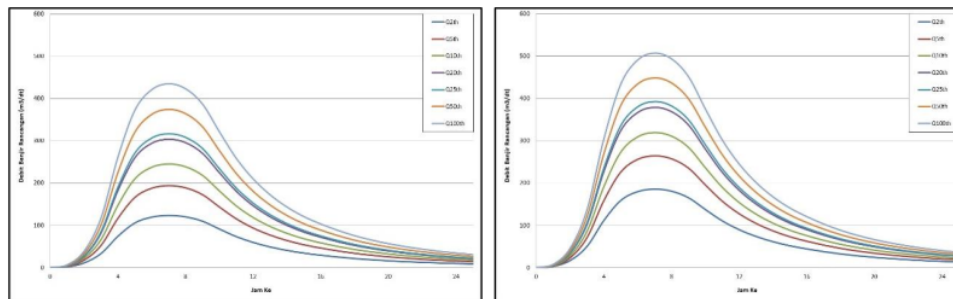 600
500
400
300
200
100
0
0 4 8 12 16 20 24
Debit Banjir Rancangan (m3/dt)
Jam Ke
Q2th
Q5th
Q10th
Q20th
Q25th
Q50th
Q100th
600
500
400
300
200
100
0
0 4 8 12 16 20 24
Debit Banjir Rancangan (m3/dt)
Jam Ke
Q2th
Q5th
Q10th
Q20th
Q25th
Q50th
Q100th